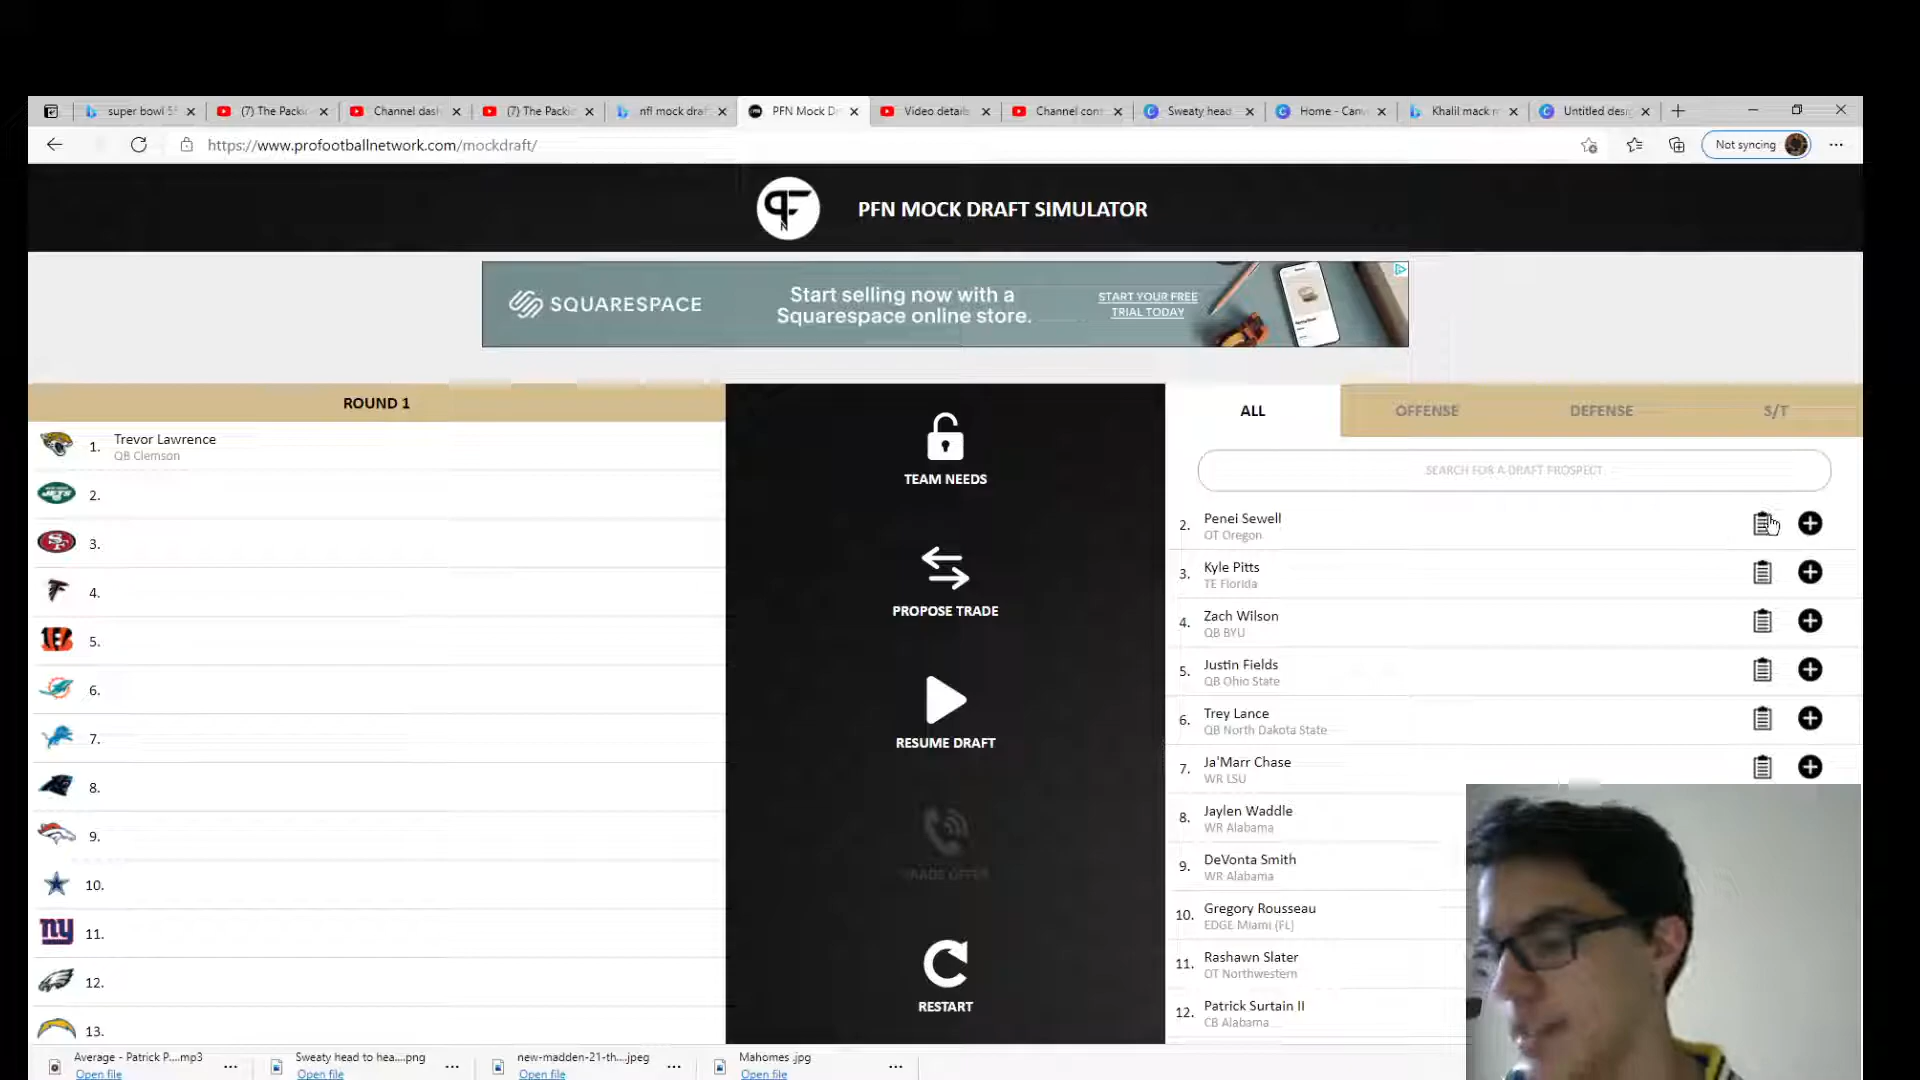 super bowl 5
(7) The Packi
Channel das
(7) The Packi
nfl mock dra
PFN Mock D
Video details
Channel con
Sweaty head
Home - Canv
Khalil mack
Untitled desi
https://www.profootballnetwork.com/mockdraft/
Not syncing
PFN MOCK DRAFT SIMULATOR
SQUARESPACE
Start selling now with a
Squarespace online store.
START YOUR FREE
TRIAL TODAY
ROUND 1
1. Trevor Lawrence
QB Clemson
2.
3.
4.
5.
6.
7.
8.
9.
10.
11.
12.
13.
TEAM NEEDS
PROPOSE TRADE
RESUME DRAFT
TRADE OFFER
RESTART
ALL
OFFENSE
DEFENSE
S/T
SEARCH FOR A DRAFT PROSPECT
2. Penei Sewell
OT Oregon
3. Kyle Pitts
TE Florida
4. Zach Wilson
QB BYU
5. Justin Fields
QB Ohio State
6. Trey Lance
QB North Dakota State
7. Ja'Marr Chase
WR LSU
8. Jaylen Waddle
WR Alabama
9. DeVonta Smith
WR Alabama
10. Gregory Rousseau
EDGE Miami (FL)
11. Rashawn Slater
OT Northwestern
12. Patrick Surtain II
CB Alabama
Average - Patrick P....mp3
Open file
Sweaty head to hea....png
Open file
new-madden-21-th....jpeg
Open file
Mahomes .jpg
Open file